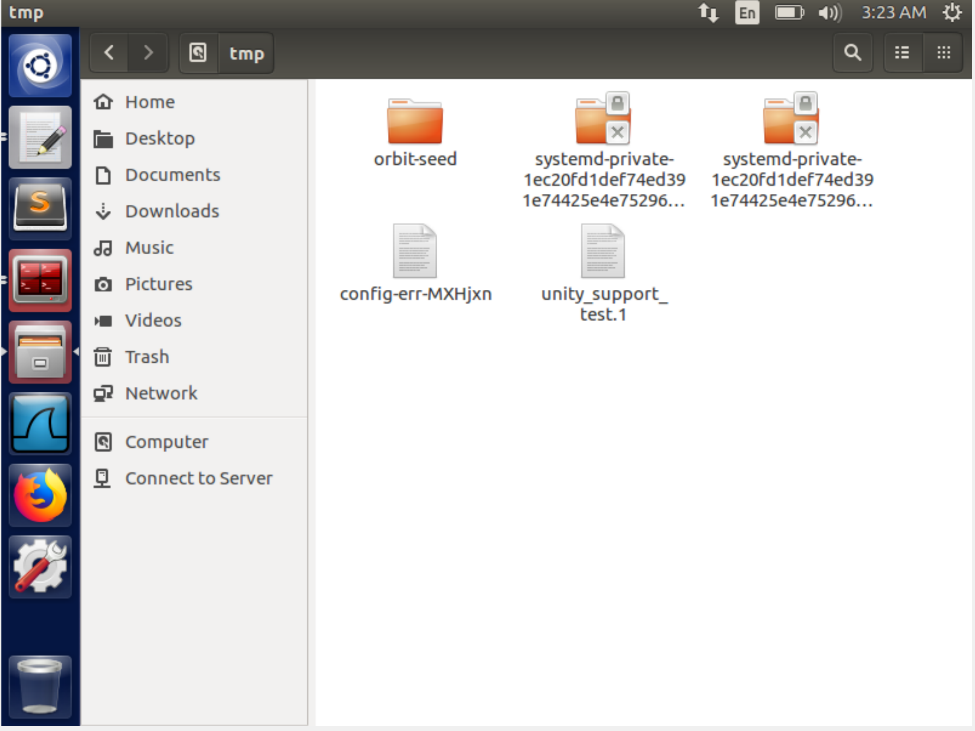 tmp
En
3:23 AM
tmp
Home
Desktop
Documents
Downloads
Music
Pictures
Videos
Trash
Network
Computer
Connect to Server
orbit-seed
systemd-private-
1ec20fd1def74ed39
1e74425e4e75296...
systemd-private-
1ec20fd1def74ed39
1e74425e4e75296...
config-err-MXHjxn
unity_support_
test.1